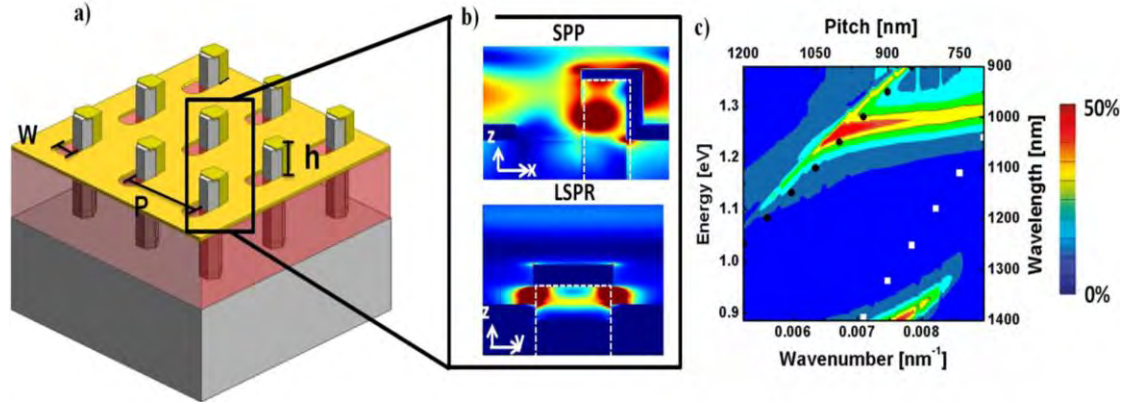 a)
W
P
h
b)
SPP
z
x
LSPR
z
y
c)
Pitch [nm]
1200 1050 900 750
Energy [eV]
1.3
1.2
1.1
1.0
0.9
900
1000
1100
1200
1300
1400
Wavelength [nm]
0.006 0.007 0.008
Wavenumber [nm⁻¹]
50%
0%